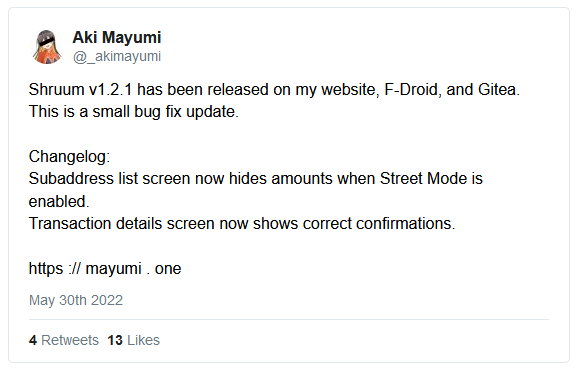 Aki Mayumi
@_akimayumi
Shruum v1.2.1 has been released on my website, F-Droid, and Gitea.
This is a small bug fix update.
Changelog:
Subaddress list screen now hides amounts when Street Mode is
enabled.
Transaction details screen now shows correct confirmations.
https :// mayumi . one
May 30th 2022
4 Retweets 13 Likes